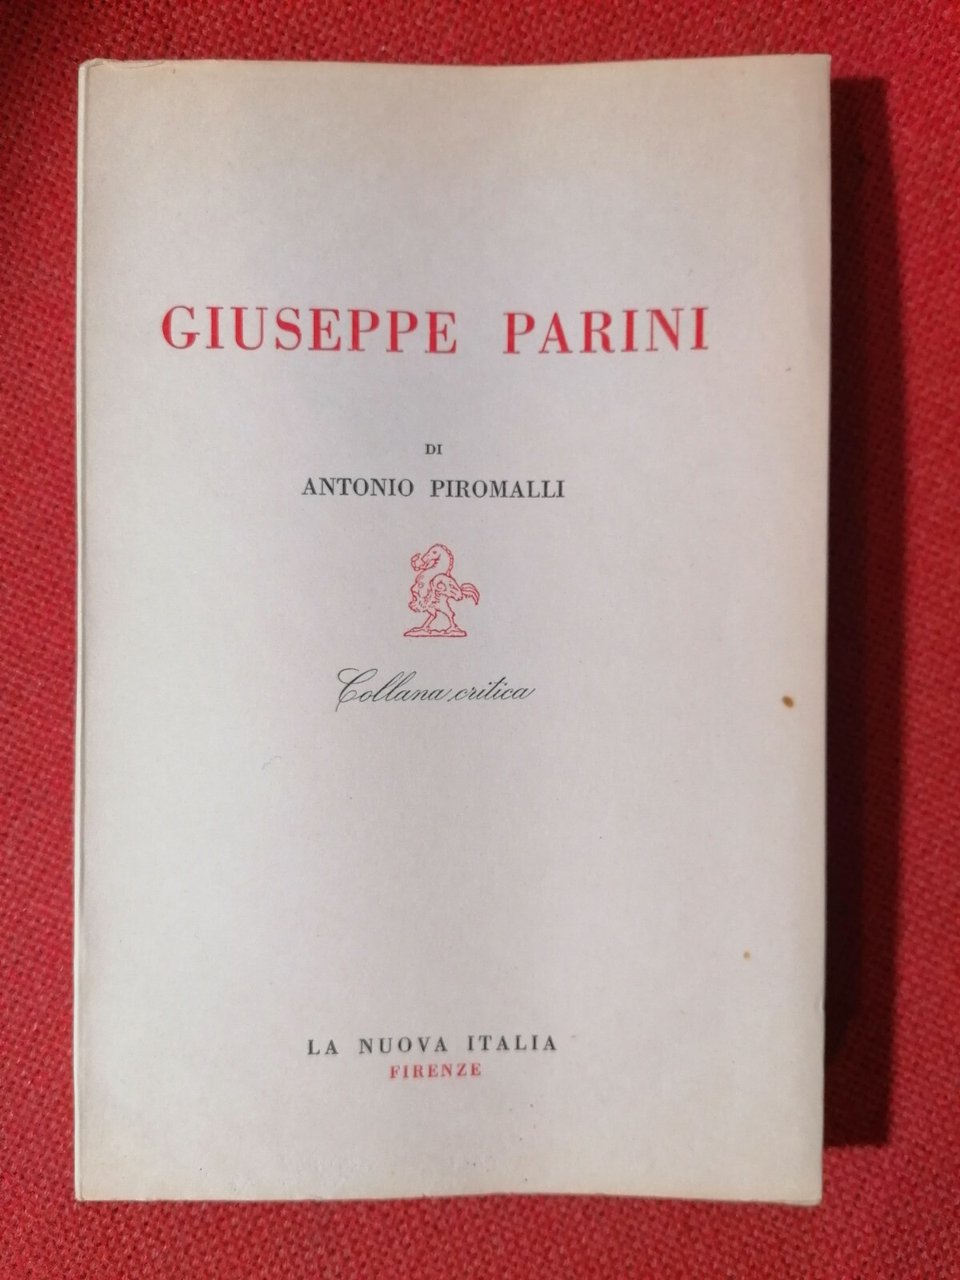 GIUSEPPE PARINI
DI
ANTONIO PIROMALLI
Collana critica
LA NUOVA ITALIA
FIRENZE